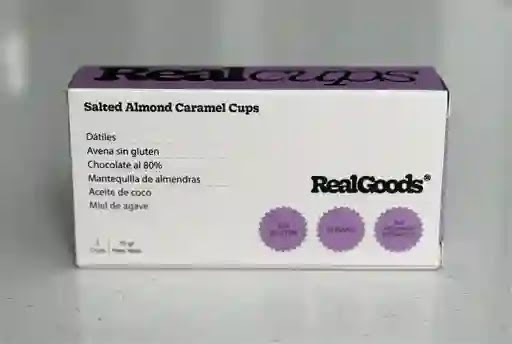 Realcups
Salted Almond Caramel Cups
Dátiles
Avena sin gluten
Chocolate al 80%
Mantequilla de almendras
Aceite de coco
Miel de agave
RealGoods®